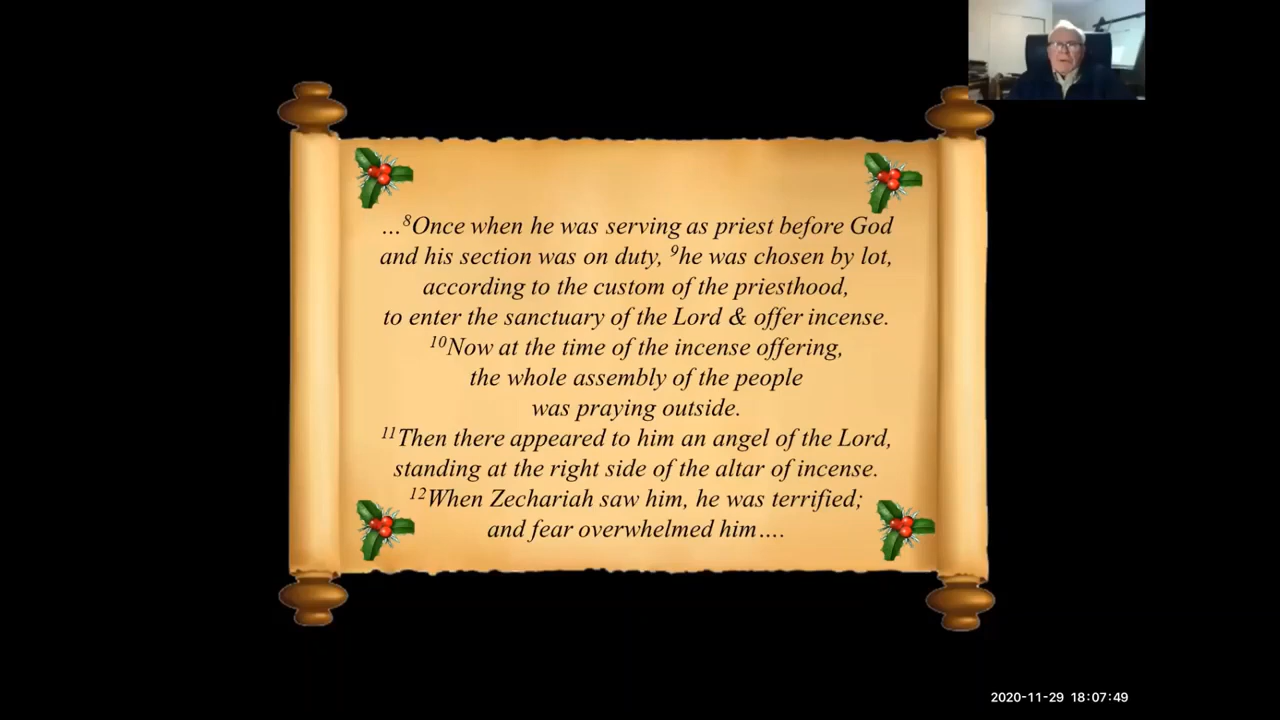 ...⁸Once when he was serving as priest before God
and his section was on duty, ⁹he was chosen by lot,
according to the custom of the priesthood,
to enter the sanctuary of the Lord & offer incense.
¹⁰Now at the time of the incense offering,
the whole assembly of the people
was praying outside.
¹¹Then there appeared to him an angel of the Lord,
standing at the right side of the altar of incense.
¹²When Zechariah saw him, he was terrified;
and fear overwhelmed him....
2020-11-29 18:07:49